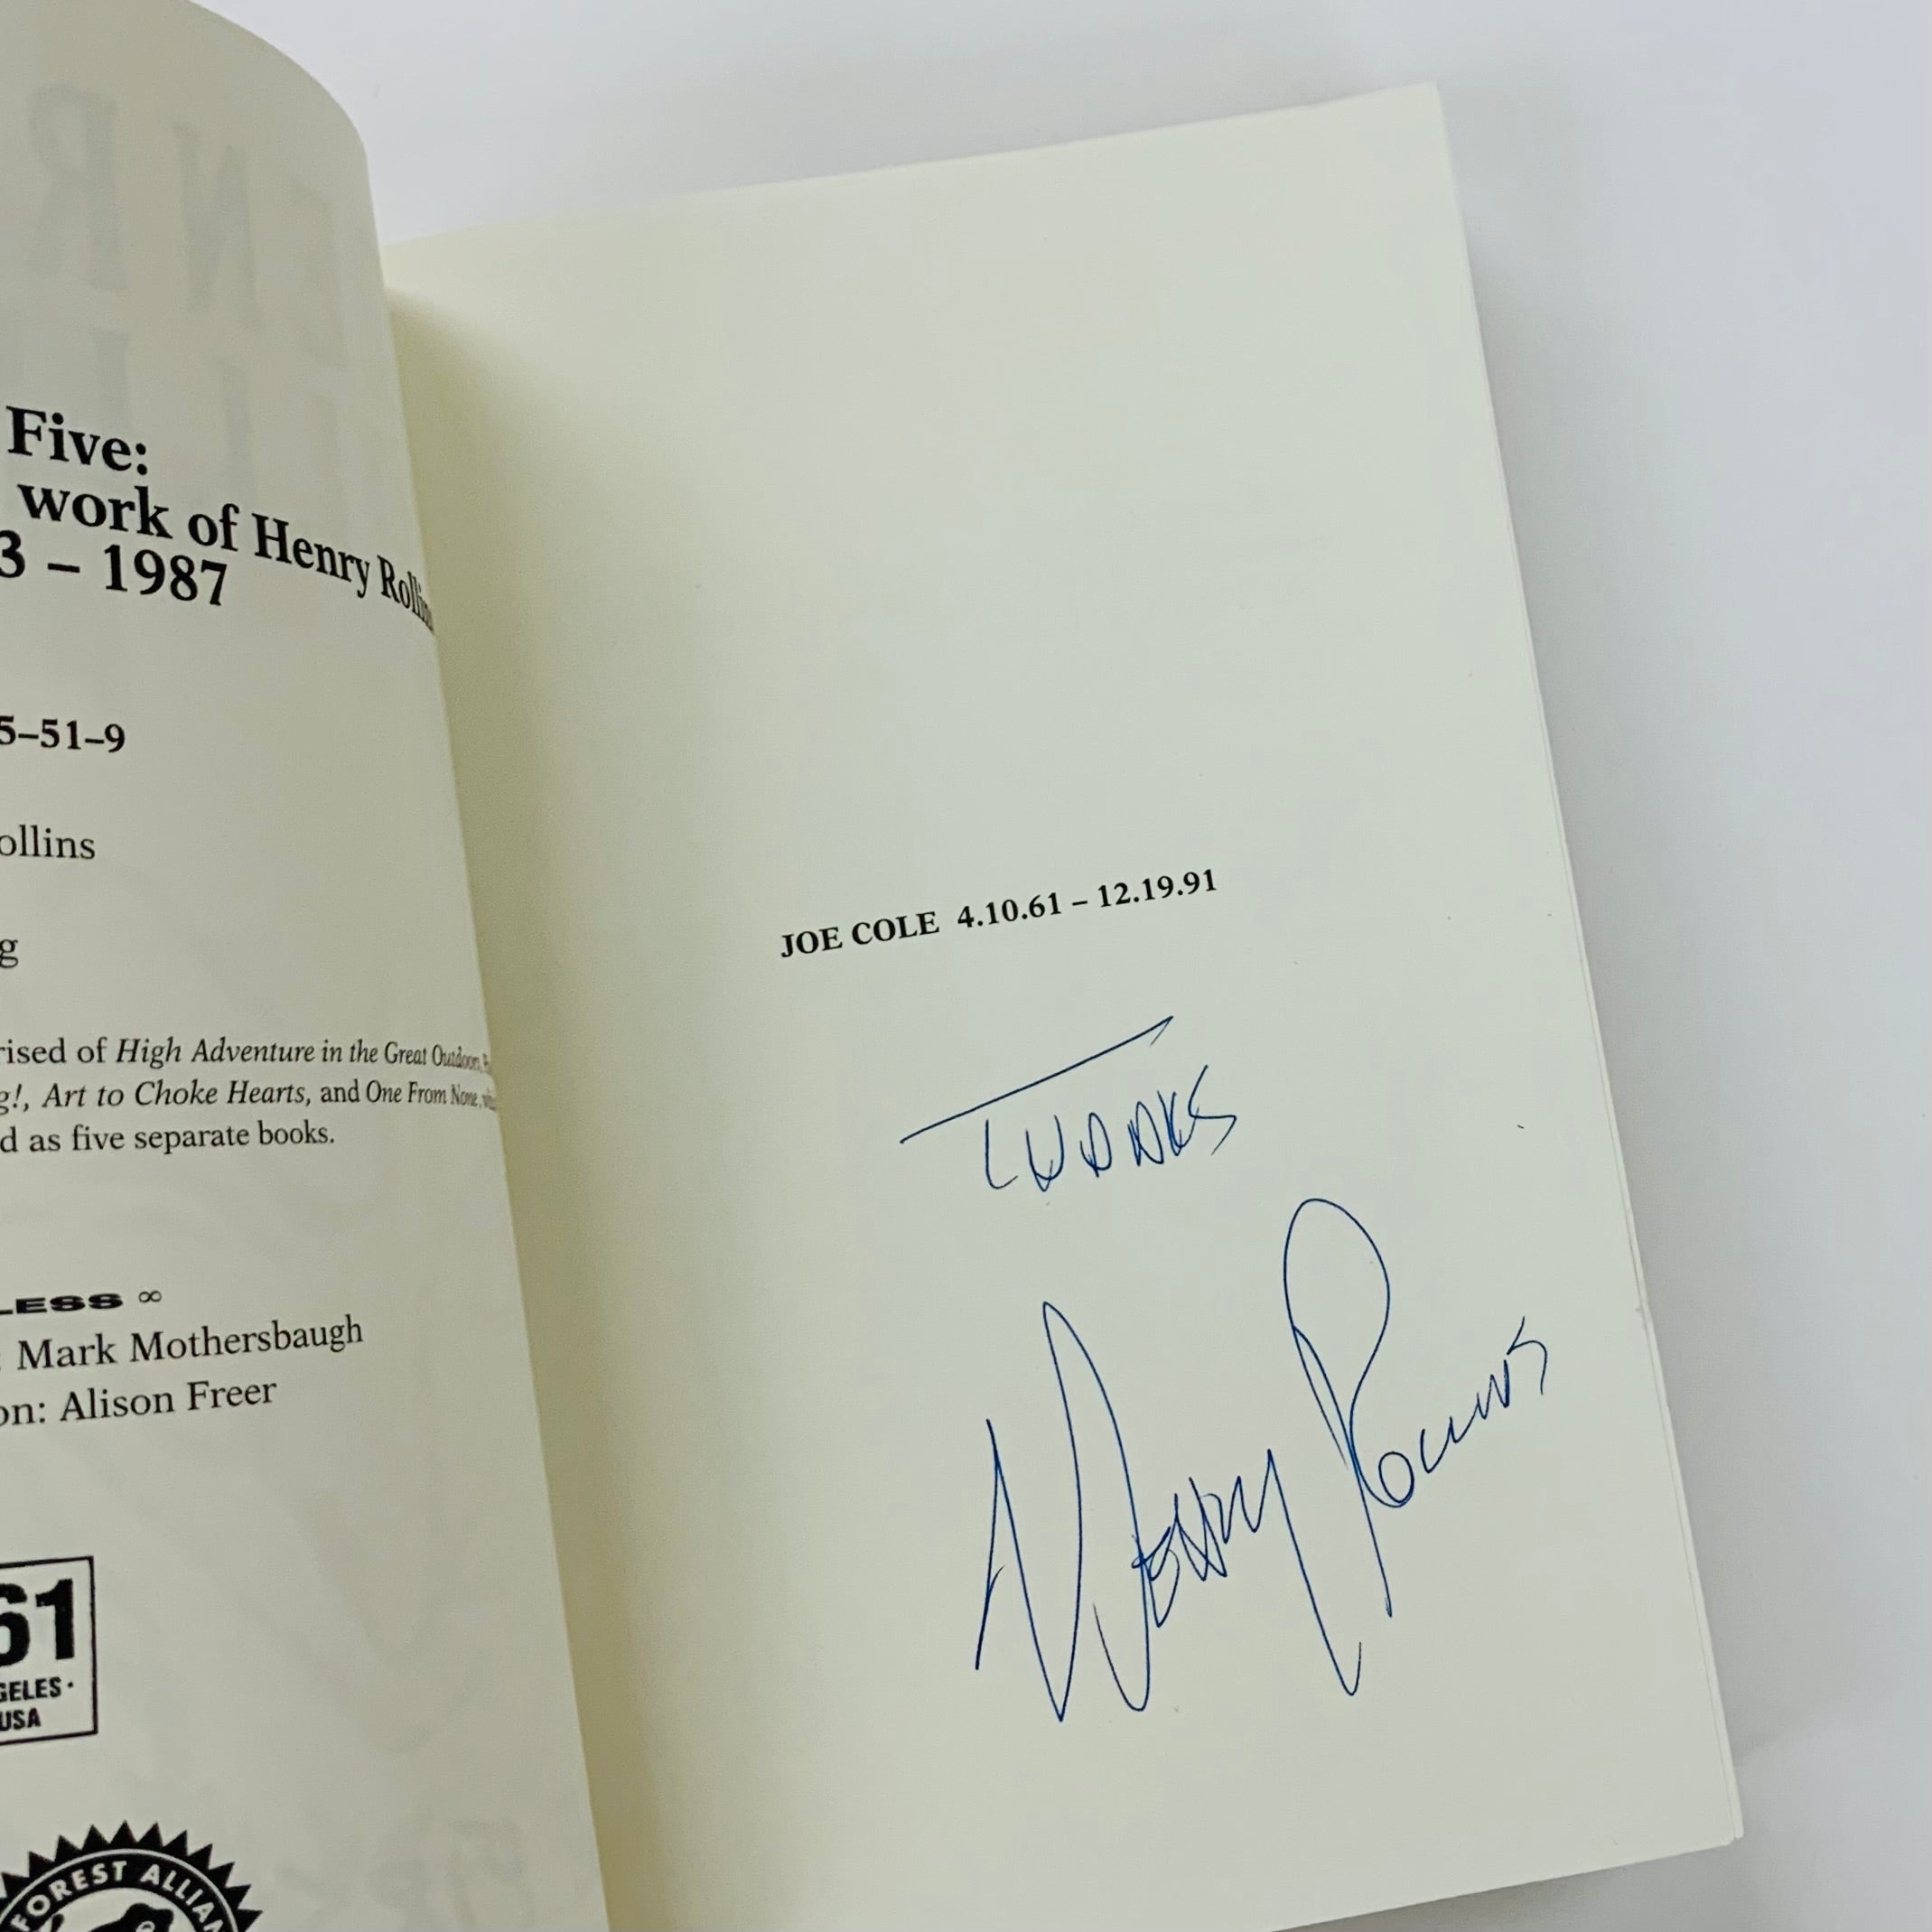 Five:
work of Henry Rollins
3 – 1987
5–51–9
ollins
g
rised of High Adventure in the Great Outdoors,
g!, Art to Choke Hearts, and One From None,
d as five separate books.
LESS ∞
Mark Mothersbaugh
on: Alison Freer
61
GELES •
USA
FOREST ALLIAN
JOE COLE 4.10.61 – 12.19.91
THANKS
Henry Rollins